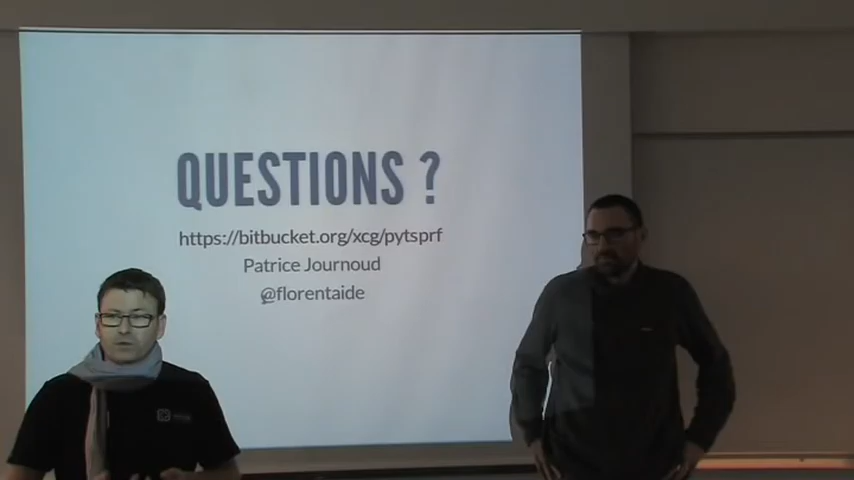 QUESTIONS ?
https://bitbucket.org/xcg/pytsprf
Patrice Journoud
@florentaide